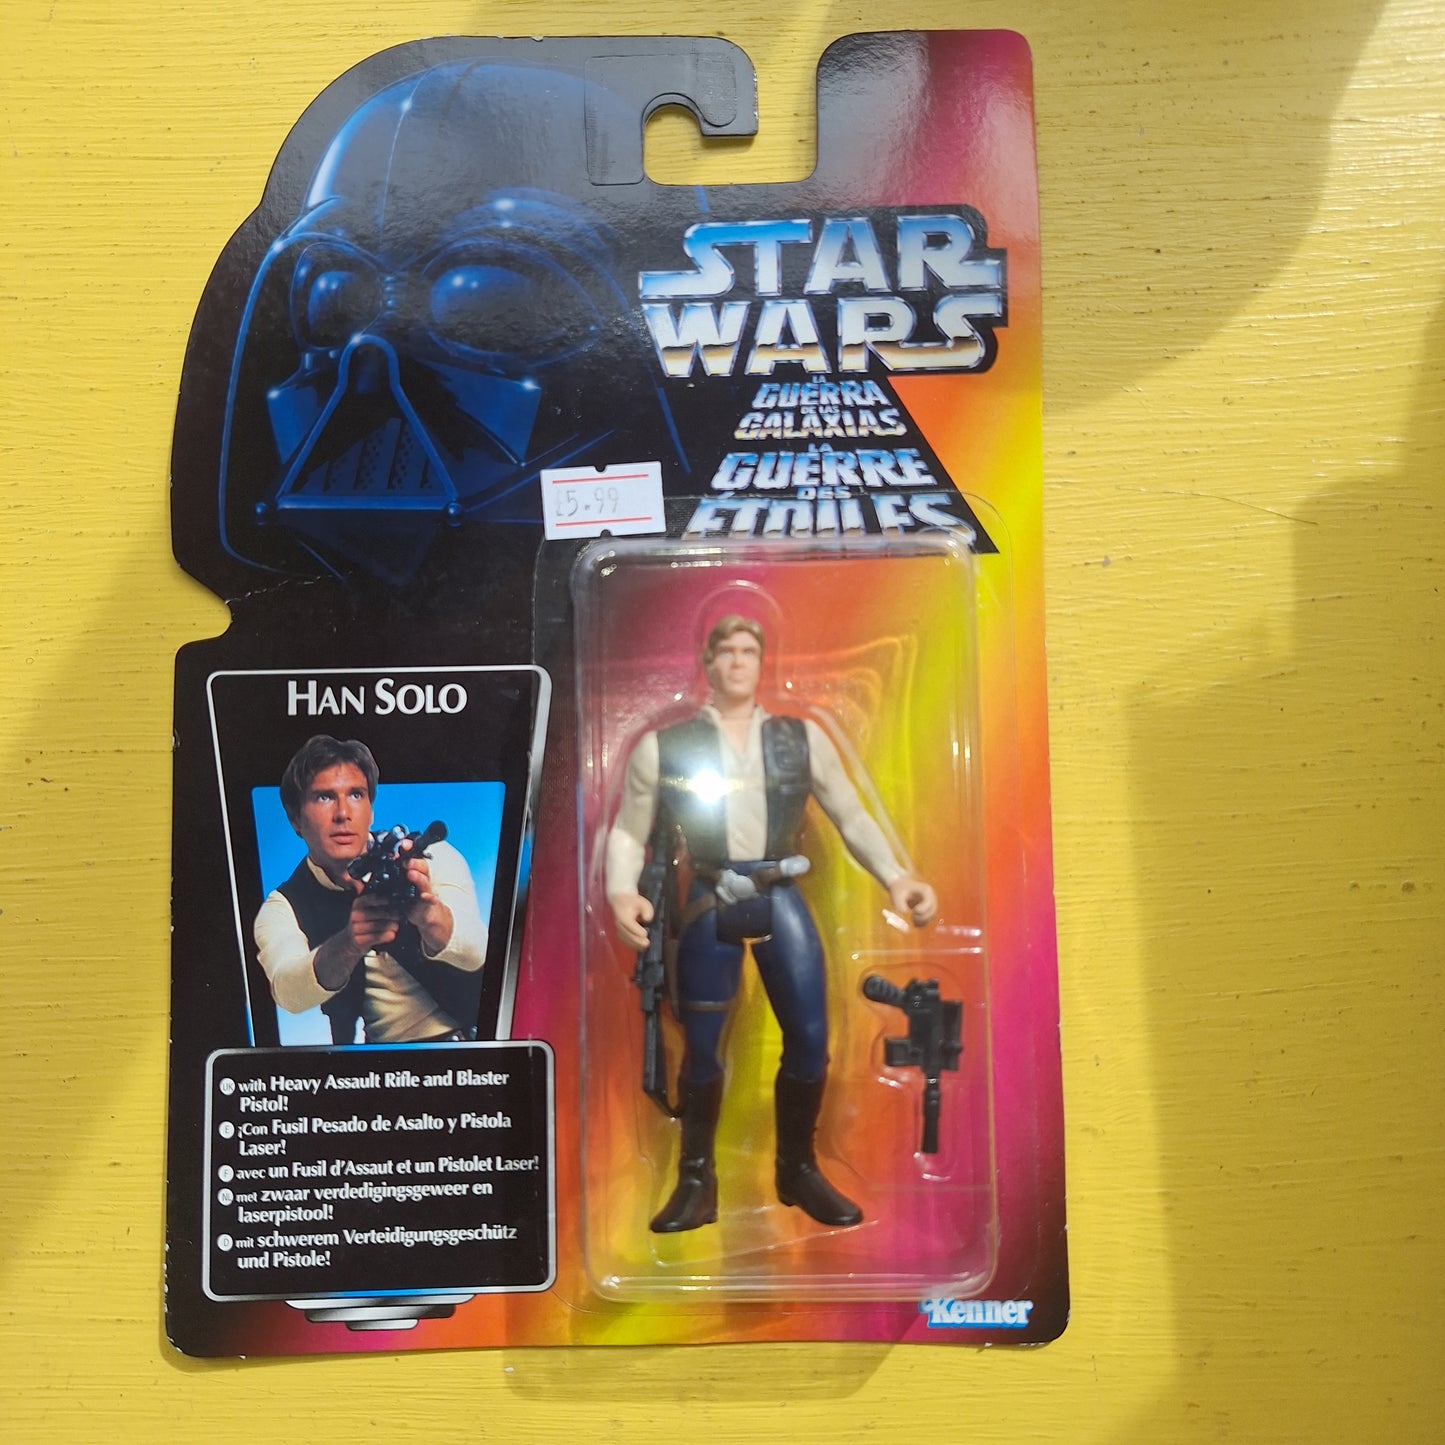 STAR
WARS
LA
GUERRA
DE LAS
GALAXIAS
LA
GUERRE
DES
ÉTOILES
£5.99
HAN SOLO
UK with Heavy Assault Rifle and Blaster
Pistol!
E ¡Con Fusil Pesado de Asalto y Pistola
Laser!
F avec un Fusil d'Assaut et un Pistolet Laser!
NL met zwaar verdedigingsgeweer en
laserpistool!
D mit schwerem Verteidigungsgeschütz
und Pistole!
Kenner